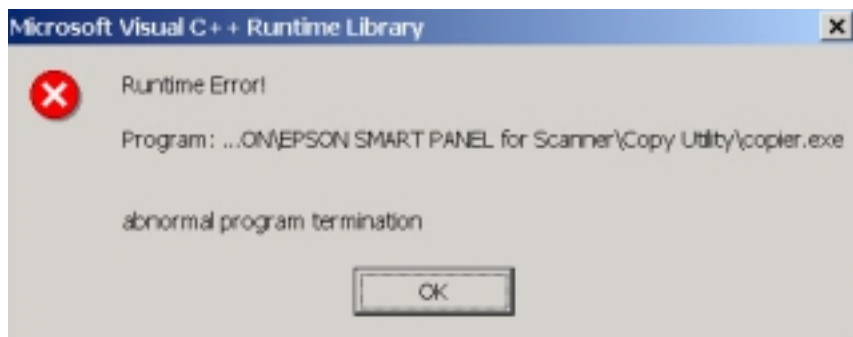 Microsoft Visual C++ Runtime Library
Runtime Error!
Program: ...ON\EPSON SMART PANEL for Scanner\Copy Utility\copier.exe
abnormal program termination
OK